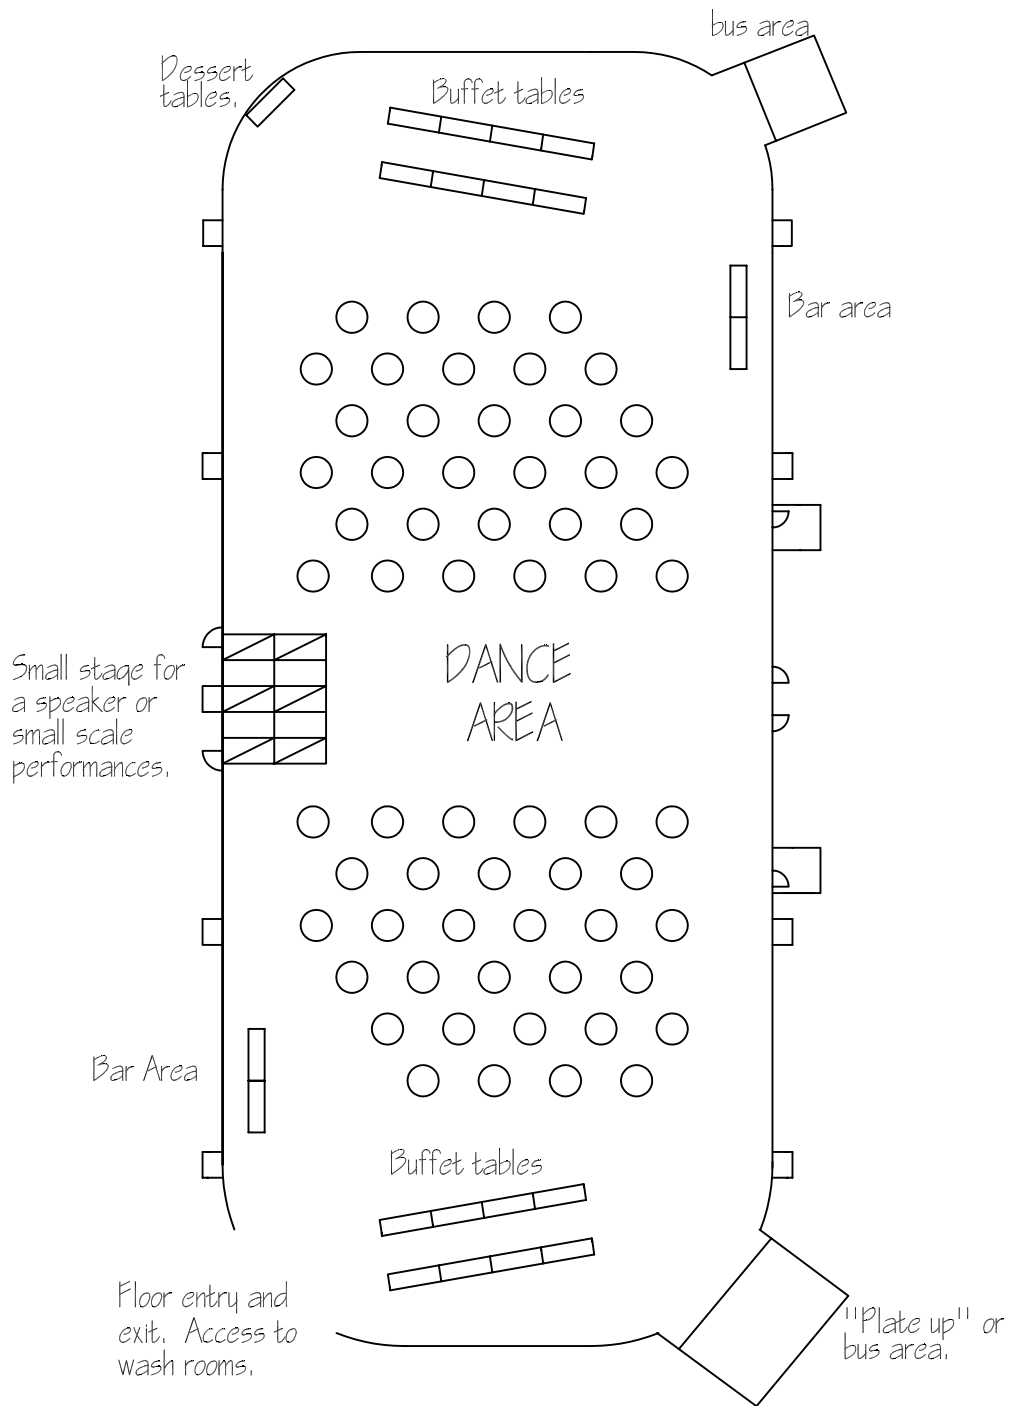 bus area
Dessert
tables.
Buffet tables
Bar area
Small stage for
a speaker or
small scale
performances.
DANCE
AREA
Bar Area
Buffet tables
Floor entry and
exit. Access to
wash rooms.
"Plate up" or
bus area.